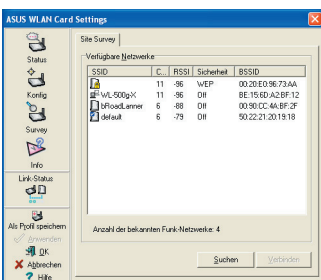 ASUS WLAN Card Settings
Status
Konfig
Survey
Info
Link-Status
Als Profil speichern
Anwenden
OK
Abbrechen
Hilfe
Site Survey
Verfügbare Netzwerke
SSID C... RSSI Sicherheit BSSID
11 -96 WEP 00:20:E0:96:73:AA
WL-500g-X 11 -96 Off BE:15:6D:A2:BF:12
bRoadLanner 6 -88 Off 00:90:CC:4A:BF:2F
default 6 -79 Off 50:22:21:20:19:18
Anzahl der bekannten Funk-Netzwerke: 4
Suchen
Verbinden